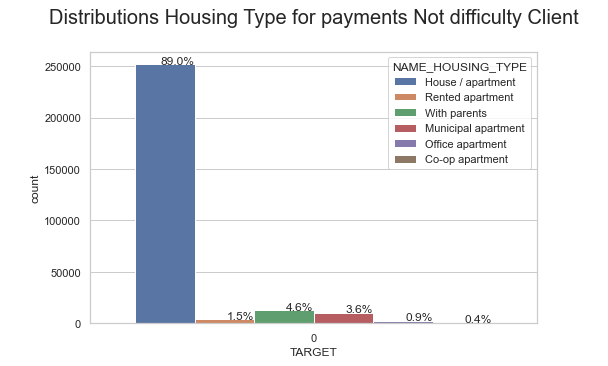 Distributions Housing Type for payments Not difficulty Client
NAME_HOUSING_TYPE
House / apartment
Rented apartment
With parents
Municipal apartment
Office apartment
Co-op apartment
250000
200000
150000
100000
50000
0
count
89.0%
1.5%
4.6%
3.6%
0.9%
0.4%
0
TARGET